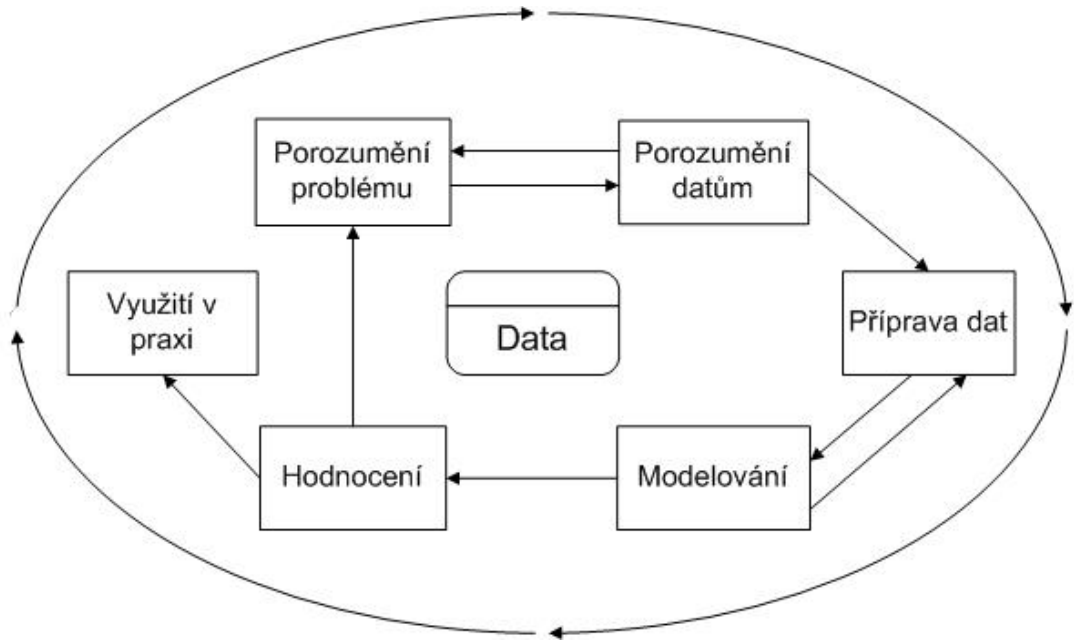 Porozumění
problému
Porozumění
datům
Využití v
praxi
Data
Příprava dat
Hodnocení
Modelování